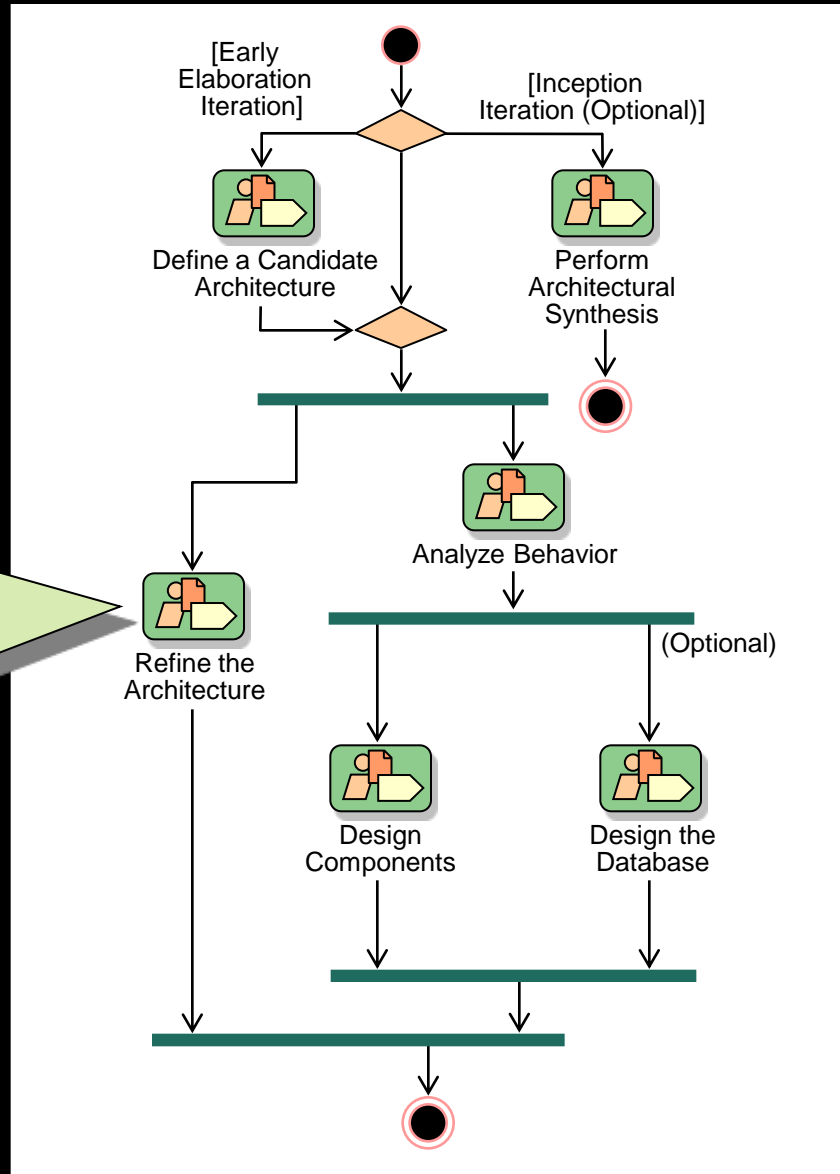 [Early
Elaboration
Iteration]
[Inception
Iteration (Optional)]
Define a Candidate
Architecture
Perform
Architectural
Synthesis
Analyze Behavior
(Optional)
Refine the
Architecture
Design
Components
Design the
Database